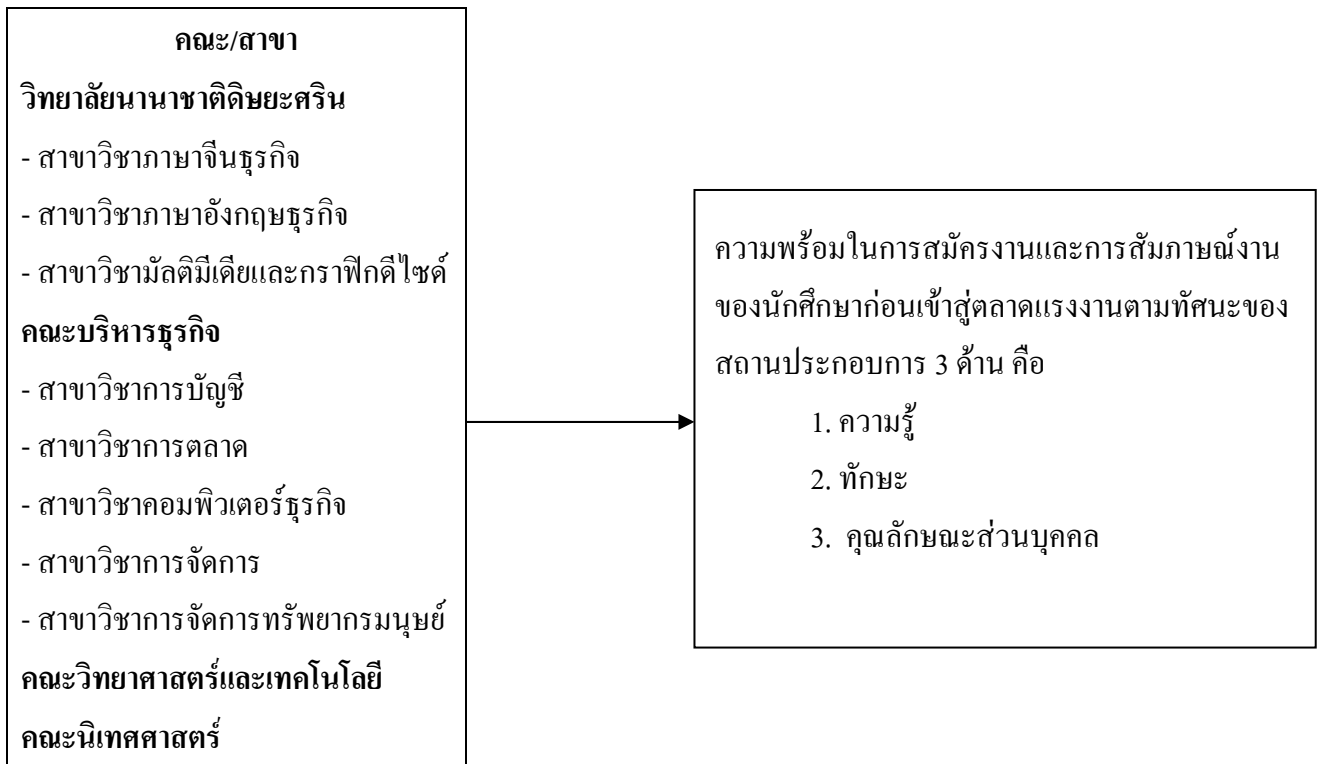 คณะ/สาขา
วิทยาลัยนานาชาติดิษยะศริน
- สาขาวิชาภาษาจีนธุรกิจ
- สาขาวิชาภาษาอังกฤษธุรกิจ
- สาขาวิชามัลติมีเดียและกราฟิกดีไซด์
คณะบริหารธุรกิจ
- สาขาวิชาการบัญชี
- สาขาวิชาการตลาด
- สาขาวิชาคอมพิวเตอร์ธุรกิจ
- สาขาวิชาการจัดการ
- สาขาวิชาการจัดการทรัพยากรมนุษย์
คณะวิทยาศาสตร์และเทคโนโลยี
คณะนิเทศศาสตร์
ความพร้อมในการสมัครงานและการสัมภาษณ์งาน
ของนักศึกษาก่อนเข้าสู่ตลาดแรงงานตามทัศนะของ
สถานประกอบการ 3 ด้าน คือ
1. ความรู้
2. ทักษะ
3. คุณลักษณะส่วนบุคคล